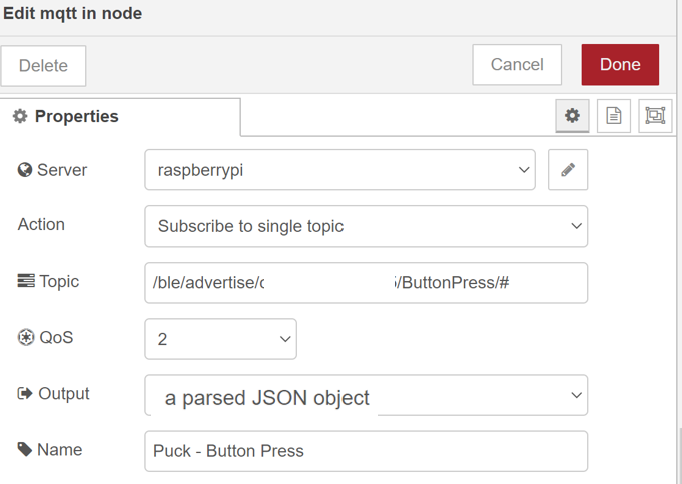 Edit mqtt in node
Delete
Cancel
Done
Properties
Server
raspberrypi
Action
Subscribe to single topic
Topic
/ble/advertise/
/ButtonPress/#
QoS
2
Output
a parsed JSON object
Name
Puck - Button Press